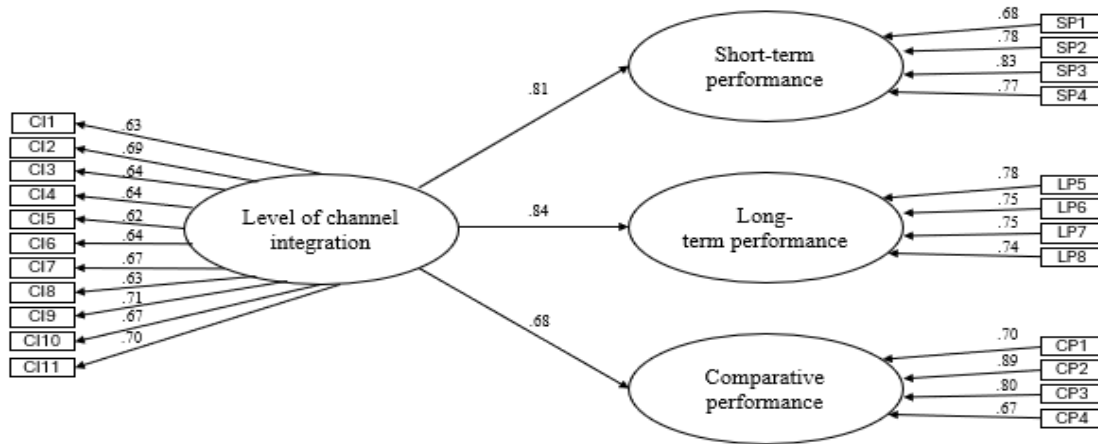 CI1
CI2
CI3
CI4
CI5
CI6
CI7
CI8
CI9
CI10
CI11
.63
.69
.64
.64
.62
.64
.67
.63
.71
.67
.70
Level of channel
integration
.81
.84
.68
Short-term
performance
.68
.78
.83
.77
SP1
SP2
SP3
SP4
Long-
term performance
.78
.75
.75
.74
LP5
LP6
LP7
LP8
Comparative
performance
.70
.89
.80
.67
CP1
CP2
CP3
CP4